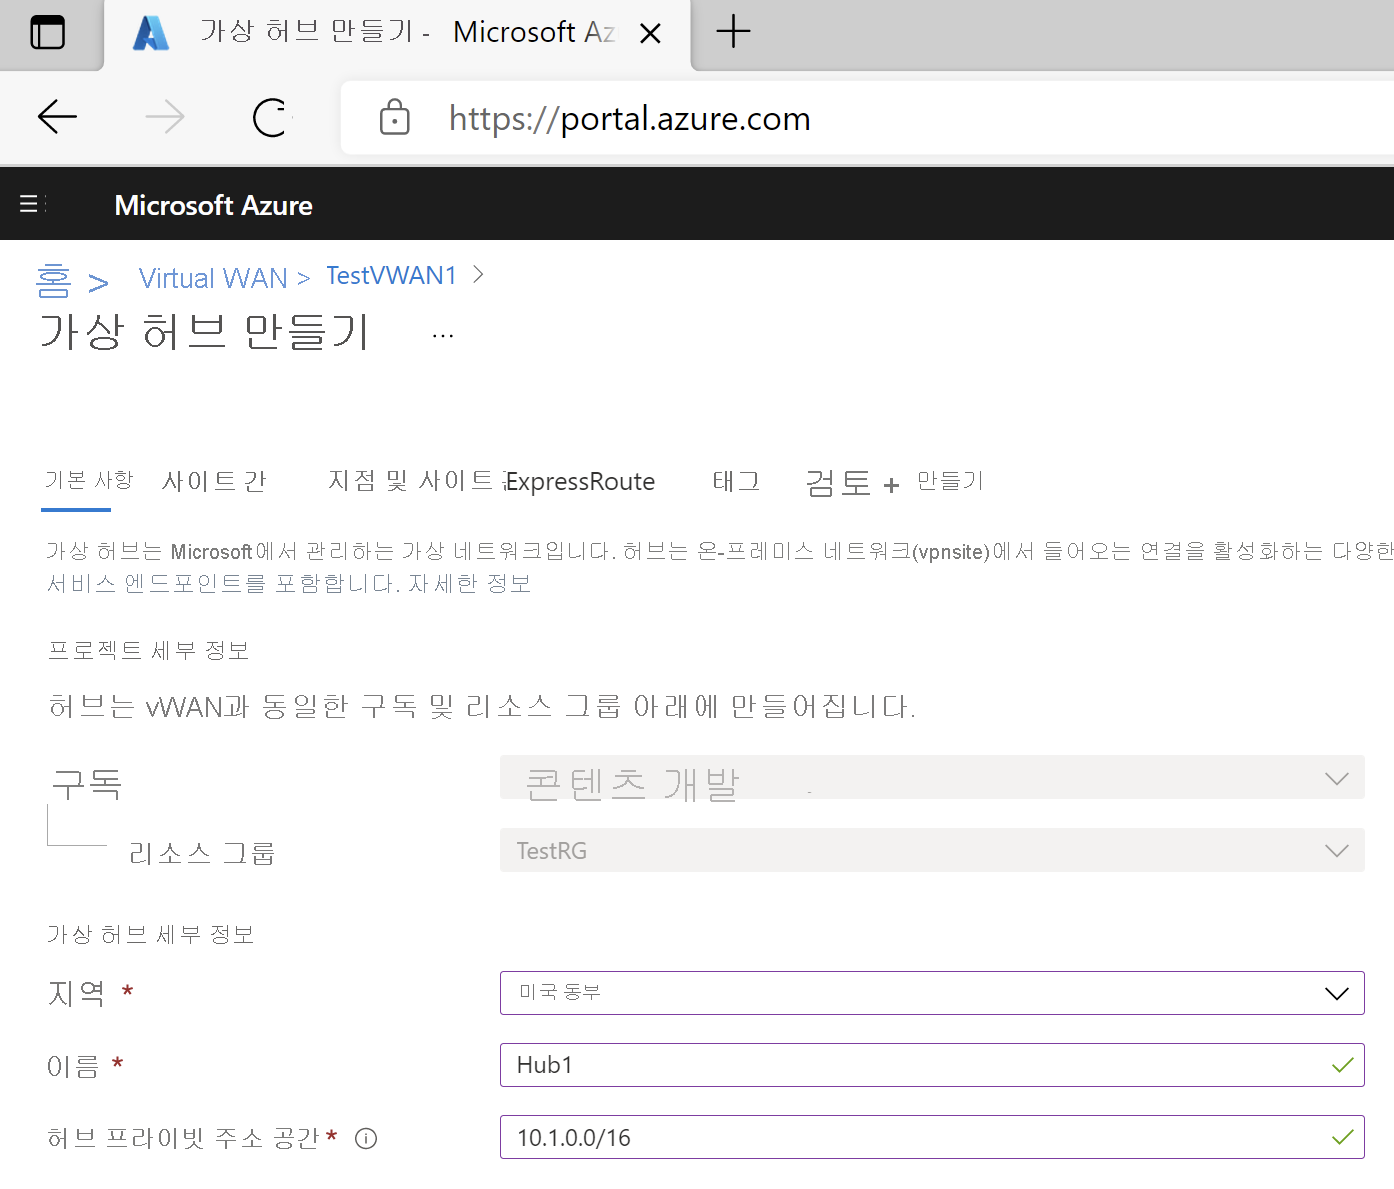 가상 허브 만들기 - Microsoft Az
https://portal.azure.com
Microsoft Azure
홈 > Virtual WAN > TestVWAN1 >
가상 허브 만들기 ...
기본 사항 사이트 간 지점 및 사이트 ExpressRoute 태그 검토 + 만들기
가상 허브는 Microsoft에서 관리하는 가상 네트워크입니다. 허브는 온-프레미스 네트워크(vpnsite)에서 들어오는 연결을 활성화하는 다양한
서비스 엔드포인트를 포함합니다. 자세한 정보
프로젝트 세부 정보
허브는 vWAN과 동일한 구독 및 리소스 그룹 아래에 만들어집니다.
구독 콘텐츠 개발
리소스 그룹 TestRG
가상 허브 세부 정보
지역 * 미국 동부
이름 * Hub1
허브 프라이빗 주소 공간 * 10.1.0.0/16